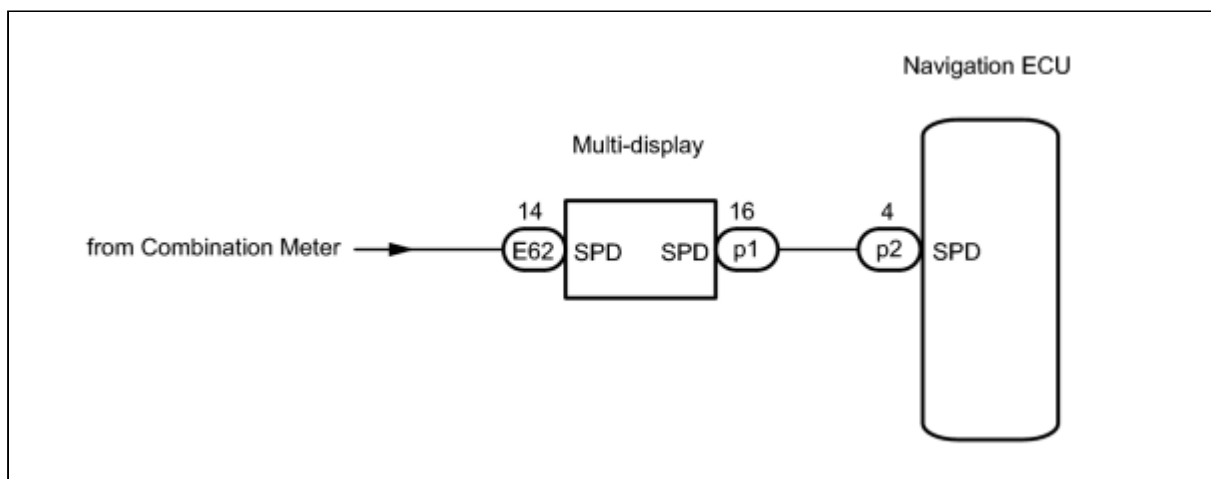 Navigation ECU
Multi-display
14
16
4
from Combination Meter
E62
SPD
SPD
p1
p2
SPD